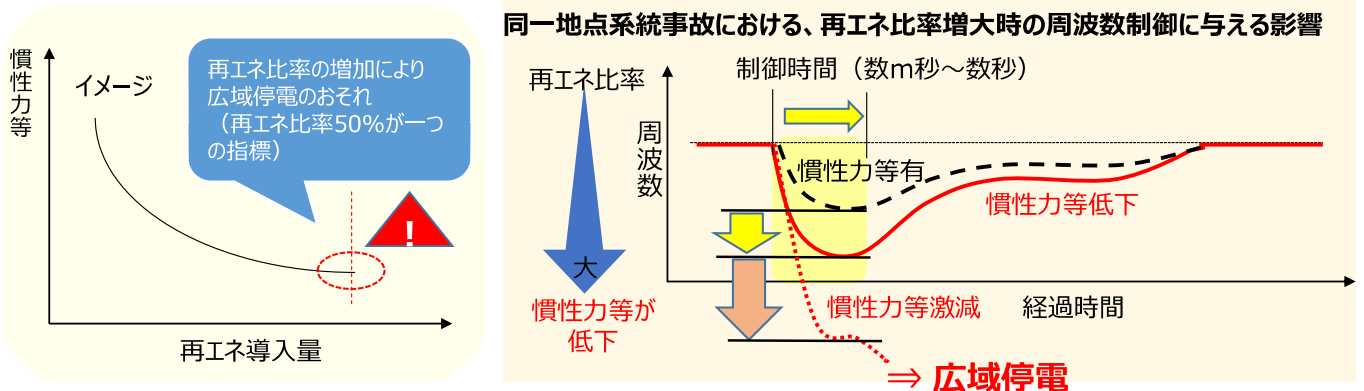 慣性力等
イメージ
再エネ比率の増加により
広域停電のおそれ
（再エネ比率50%が一つ
の指標）
!
再エネ導入量
同一地点系統事故における、再エネ比率増大時の周波数制御に与える影響
再エネ比率
制御時間（数ｍ秒～数秒）
周波数
慣性力等有
慣性力等低下
大
慣性力等が
低下
慣性力等激減
経過時間
⇒ 広域停電